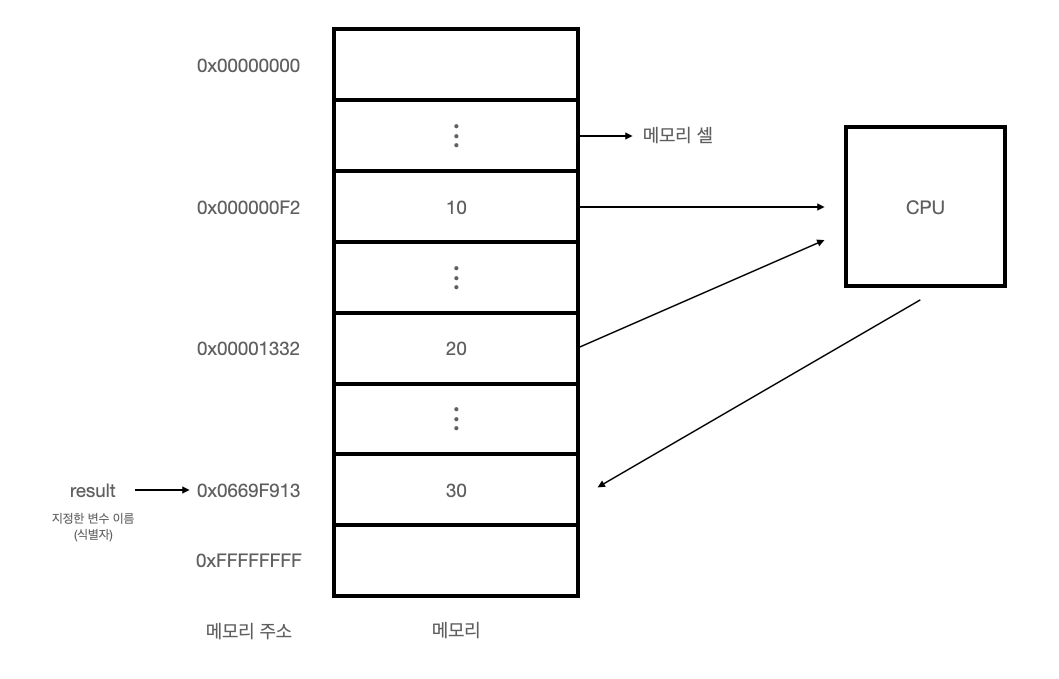 0x00000000
메모리 셀
0x000000F2
10
CPU
0x00001332
20
result
0x0669F913
30
지정한 변수 이름
(식별자)
0xFFFFFFFF
메모리 주소
메모리